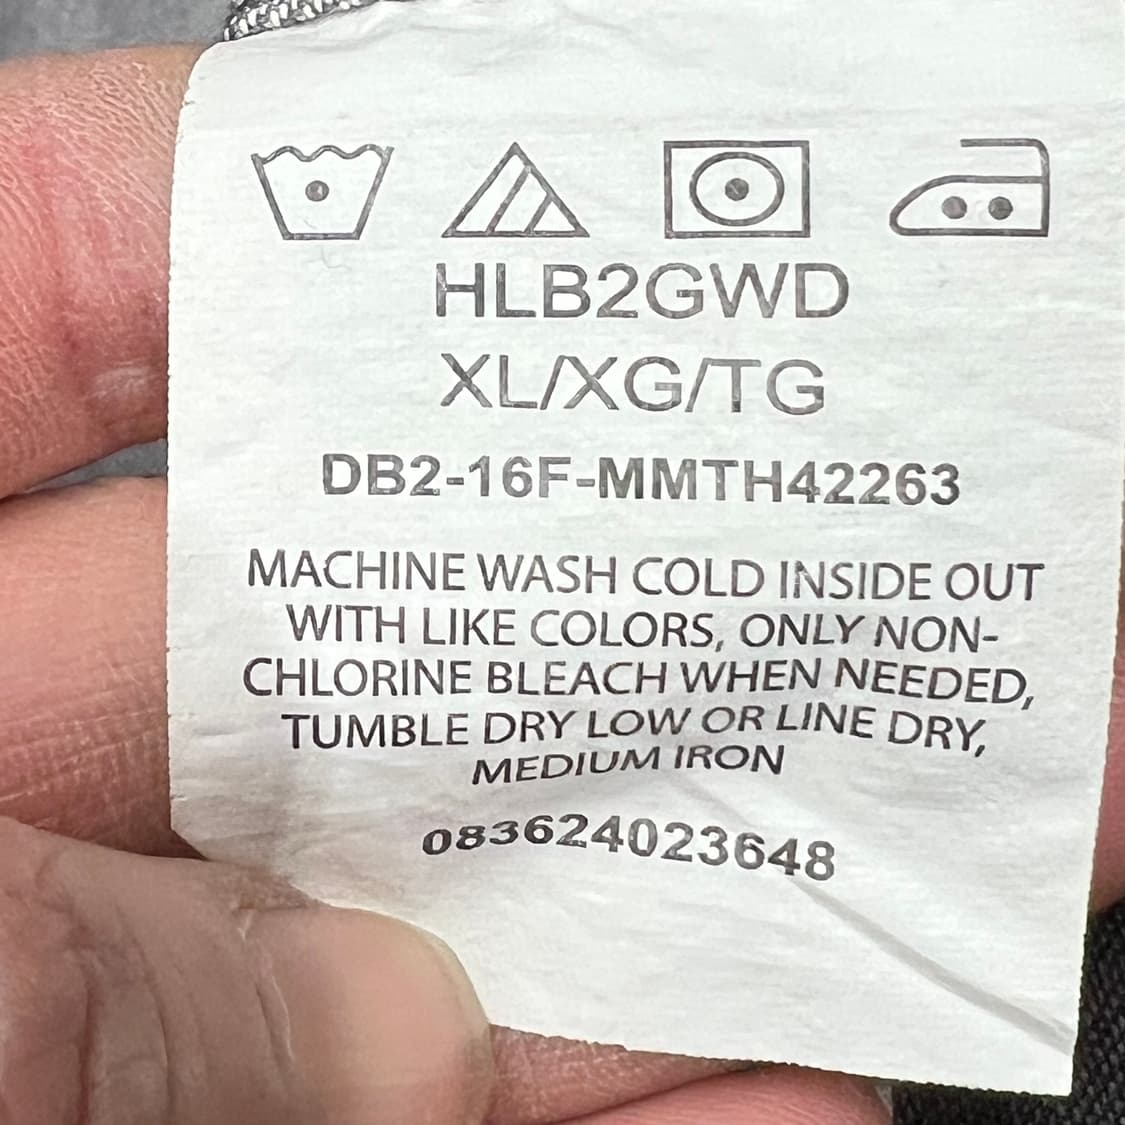 HLB2GWD
XL/XG/TG
DB2-16F-MMTH42263
MACHINE WASH COLD INSIDE OUT
WITH LIKE COLORS, ONLY NON-
CHLORINE BLEACH WHEN NEEDED,
TUMBLE DRY LOW OR LINE DRY,
MEDIUM IRON
083624023648